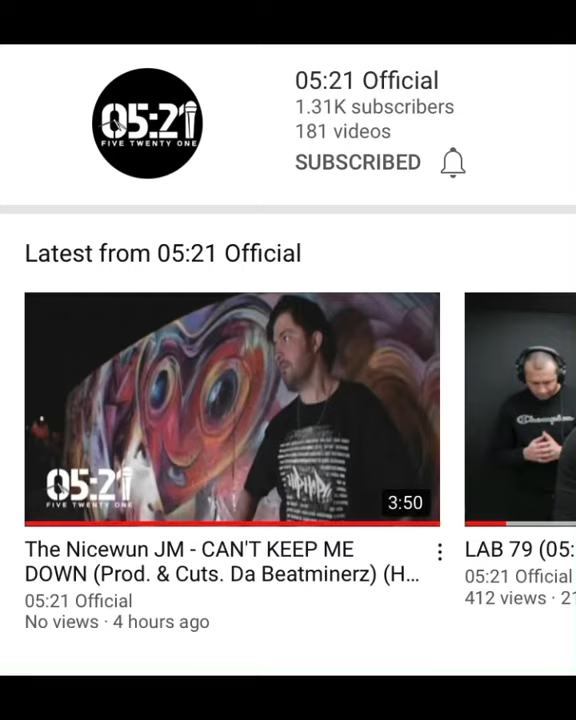 05:21
FIVE TWENTY ONE
05:21 Official
1.31K subscribers
181 videos
SUBSCRIBED
Latest from 05:21 Official
05:21
FIVE TWENTY ONE
3:50
Champion
The Nicewun JM - CAN'T KEEP ME
DOWN (Prod. & Cuts. Da Beatminerz) (H...
05:21 Official
No views · 4 hours ago
LAB 79 (05:
05:21 Official
412 views · 21